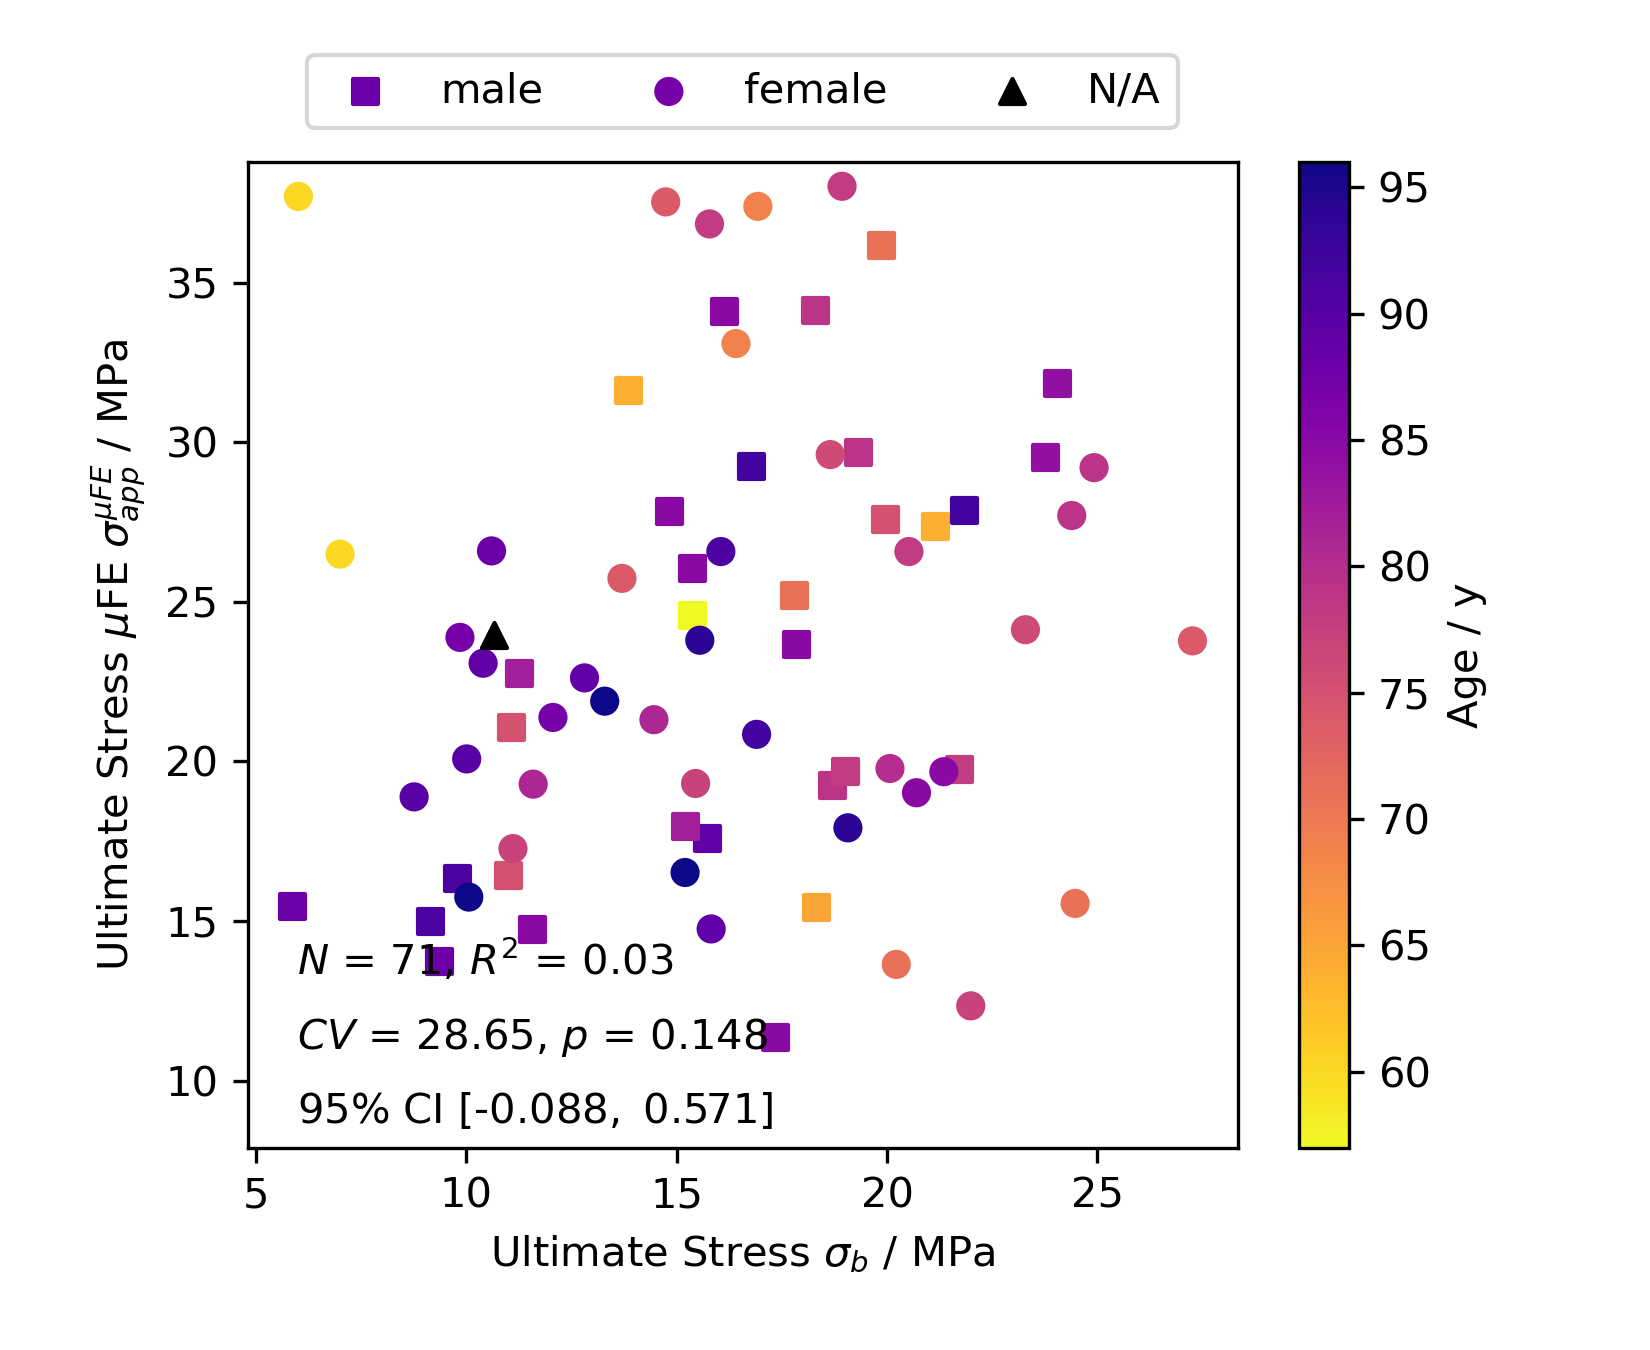 male female N/A
35
30
25
20
15
10
Ultimate Stress μFE σ_app^μFE / MPa
N = 71, R² = 0.03
CV = 28.65, p = 0.148
95% CI [-0.088, 0.571]
5 10 15 20 25
Ultimate Stress σ_b / MPa
95
90
85
80
75
70
65
60
Age / y